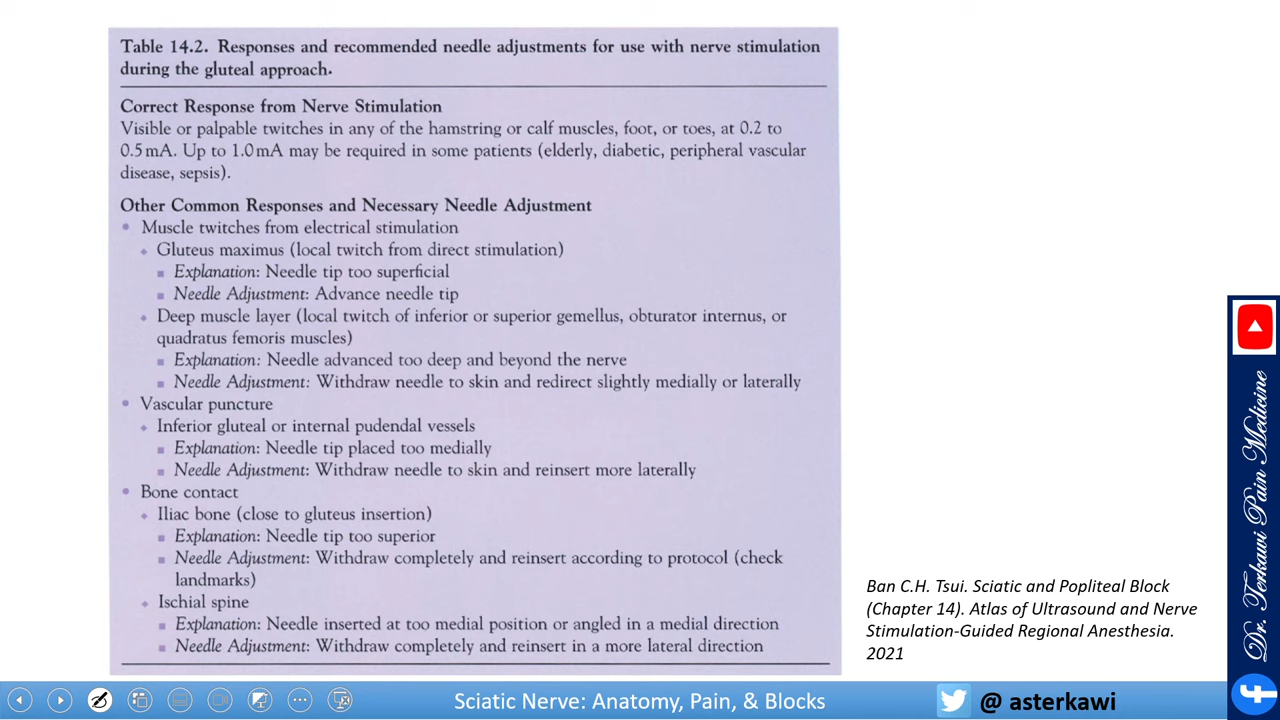 Table 14.2. Responses and recommended needle adjustments for use with nerve stimulation
during the gluteal approach.
Correct Response from Nerve Stimulation
Visible or palpable twitches in any of the hamstring or calf muscles, foot, or toes, at 0.2 to
0.5 mA. Up to 1.0 mA may be required in some patients (elderly, diabetic, peripheral vascular
disease, sepsis).
Other Common Responses and Necessary Needle Adjustment
Muscle twitches from electrical stimulation
Gluteus maximus (local twitch from direct stimulation)
Explanation: Needle tip too superficial
Needle Adjustment: Advance needle tip
Deep muscle layer (local twitch of inferior or superior gemellus, obturator internus, or
quadratus femoris muscles)
Explanation: Needle advanced too deep and beyond the nerve
Needle Adjustment: Withdraw needle to skin and redirect slightly medially or laterally
Vascular puncture
Inferior gluteal or internal pudendal vessels
Explanation: Needle tip placed too medially
Needle Adjustment: Withdraw needle to skin and reinsert more laterally
Bone contact
Iliac bone (close to gluteus insertion)
Explanation: Needle tip too superior
Needle Adjustment: Withdraw completely and reinsert according to protocol (check
landmarks)
Ischial spine
Explanation: Needle inserted at too medial position or angled in a medial direction
Needle Adjustment: Withdraw completely and reinsert in a more lateral direction
Ban C.H. Tsui. Sciatic and Popliteal Block
(Chapter 14). Atlas of Ultrasound and Nerve
Stimulation-Guided Regional Anesthesia.
2021
Dr. Terkawi Pain Medicine
Sciatic Nerve: Anatomy, Pain, & Blocks
@ asterkawi